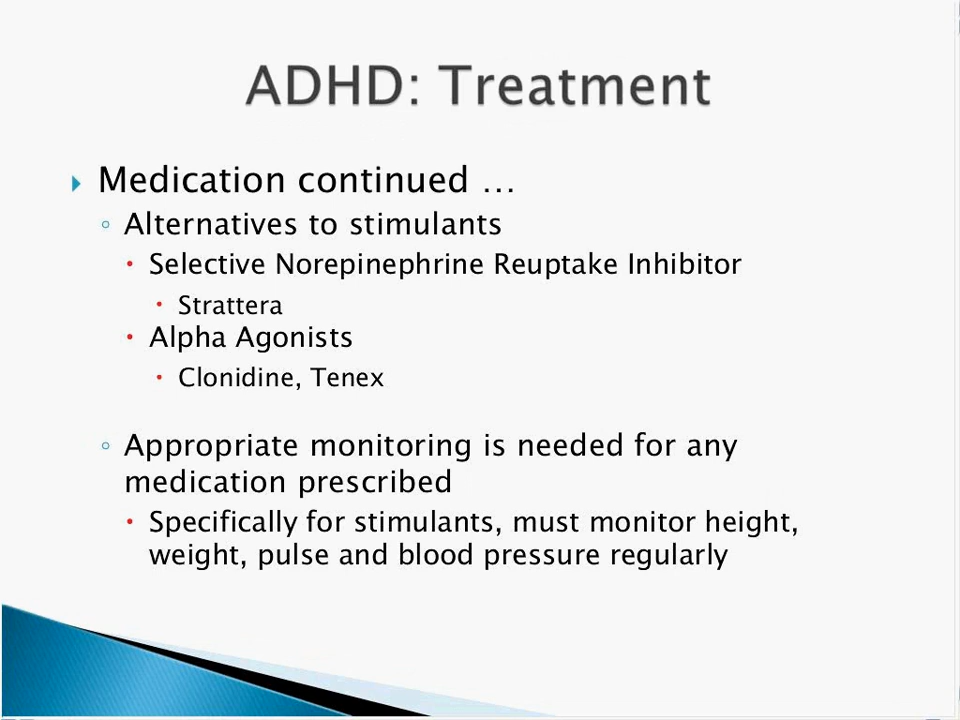 ADHD: Treatment
Medication continued …
Alternatives to stimulants
Selective Norepinephrine Reuptake Inhibitor
Strattera
Alpha Agonists
Clonidine, Tenex
Appropriate monitoring is needed for any
medication prescribed
Specifically for stimulants, must monitor height,
weight, pulse and blood pressure regularly